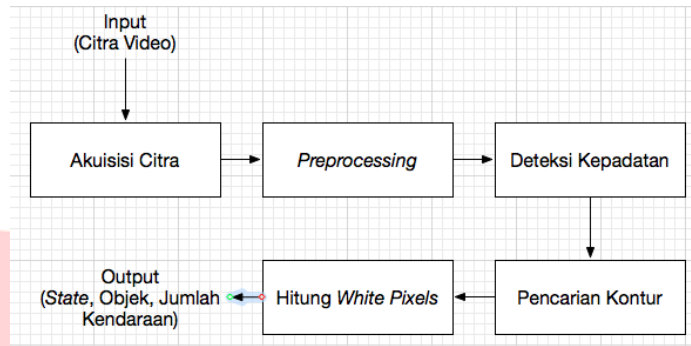 Input
(Citra Video)
Akuisisi Citra
Preprocessing
Deteksi Kepadatan
Pencarian Kontur
Hitung White Pixels
Output
(State, Objek, Jumlah
Kendaraan)